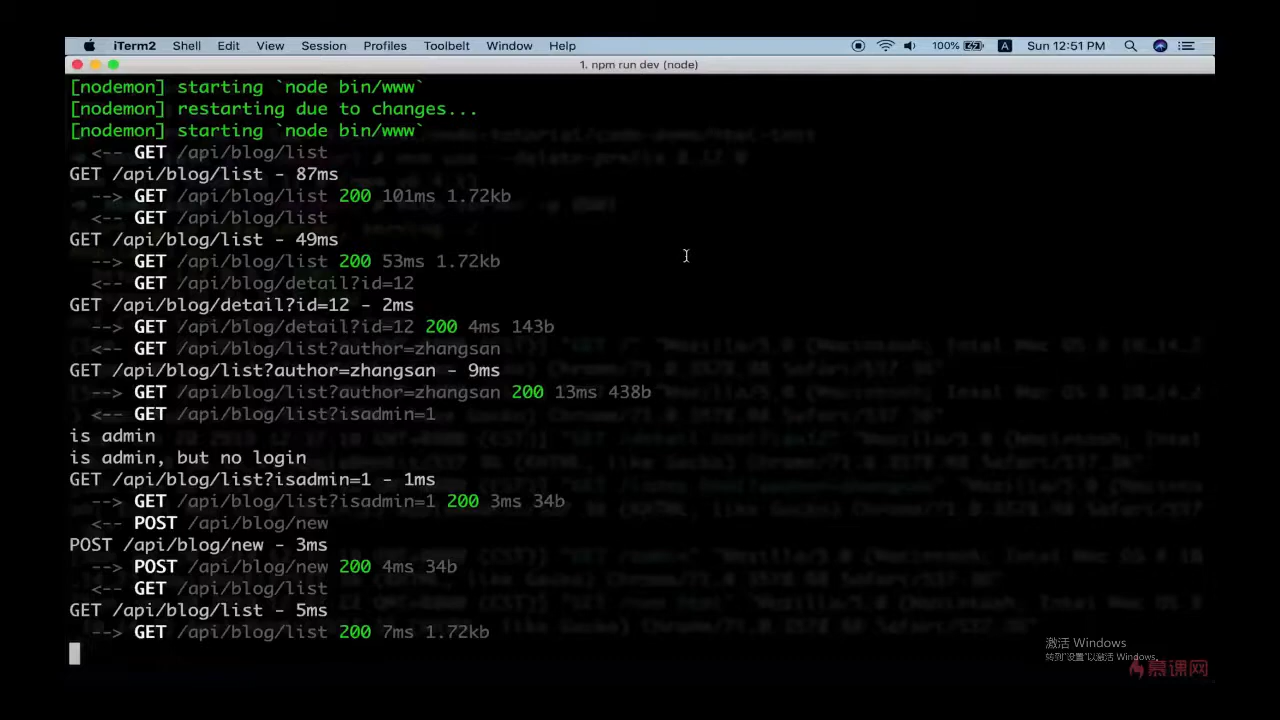 iTerm2 Shell Edit View Session Profiles Toolbelt Window Help 100% A Sun 12:51 PM
1. npm run dev (node)
[nodemon] starting `node bin/www`
[nodemon] restarting due to changes...
[nodemon] starting `node bin/www`
<-- GET /api/blog/list
GET /api/blog/list - 87ms
--> GET /api/blog/list 200 101ms 1.72kb
<-- GET /api/blog/list
GET /api/blog/list - 49ms
--> GET /api/blog/list 200 53ms 1.72kb
<-- GET /api/blog/detail?id=12
GET /api/blog/detail?id=12 - 2ms
--> GET /api/blog/detail?id=12 200 4ms 143b
<-- GET /api/blog/list?author=zhangsan
GET /api/blog/list?author=zhangsan - 9ms
--> GET /api/blog/list?author=zhangsan 200 13ms 438b
<-- GET /api/blog/list?isadmin=1
is admin
is admin, but no login
GET /api/blog/list?isadmin=1 - 1ms
--> GET /api/blog/list?isadmin=1 200 3ms 34b
<-- POST /api/blog/new
POST /api/blog/new - 3ms
--> POST /api/blog/new 200 4ms 34b
<-- GET /api/blog/list
GET /api/blog/list - 5ms
--> GET /api/blog/list 200 7ms 1.72kb
激活 Windows
转到"设置"以激活 Windows。
慕课网